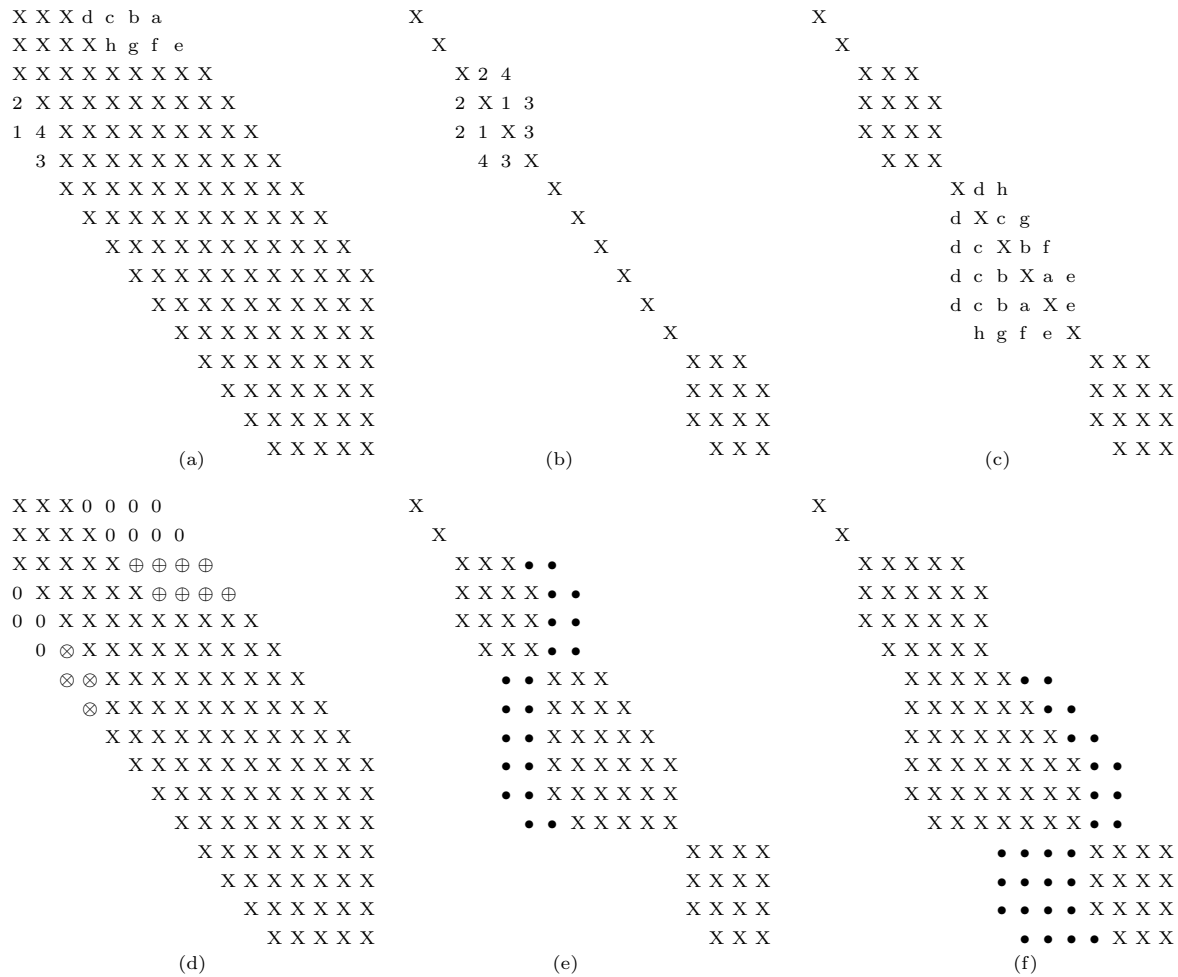 X X X d c b a X X
X X X X h g f e X X
X X X X X X X X X X 2 4 X X X
2 X X X X X X X X X 2 X 1 3 X X X X
1 4 X X X X X X X X X 2 1 X 3 X X X X
3 X X X X X X X X X X 4 3 X X X X
X X X X X X X X X X X X X d h
X X X X X X X X X X X X d X c g
X X X X X X X X X X X X d c X b f
X X X X X X X X X X X X d c b X a e
X X X X X X X X X X X d c b a X e
X X X X X X X X X X h g f e X
X X X X X X X X X X X X X X
X X X X X X X X X X X X X X X
X X X X X X X X X X X X X X
X X X X X X X X X X X
(a) (b) (c)
X X X 0 0 0 0 X X
X X X X 0 0 0 0 X X
X X X X X ⊕ ⊕ ⊕ ⊕ X X X • • X X X X X
0 X X X X X ⊕ ⊕ ⊕ ⊕ X X X X • • X X X X X X
0 0 X X X X X X X X X X X X X • • X X X X X X
0 ⊗ X X X X X X X X X X X X • • X X X X X
⊗ ⊗ X X X X X X X X X • • X X X X X X X X • •
⊗ X X X X X X X X X X • • X X X X X X X X X X • •
X X X X X X X X X X X • • X X X X X X X X X X X X • •
X X X X X X X X X X X • • X X X X X X X X X X X X X X • •
X X X X X X X X X X • • X X X X X X X X X X X X X X • •
X X X X X X X X X • • X X X X X X X X X X X X • •
X X X X X X X X X X X X • • • • X X X X
X X X X X X X X X X X • • • • X X X X
X X X X X X X X X X • • • • X X X X
X X X X X X X X • • • • X X X
(d) (e) (f)